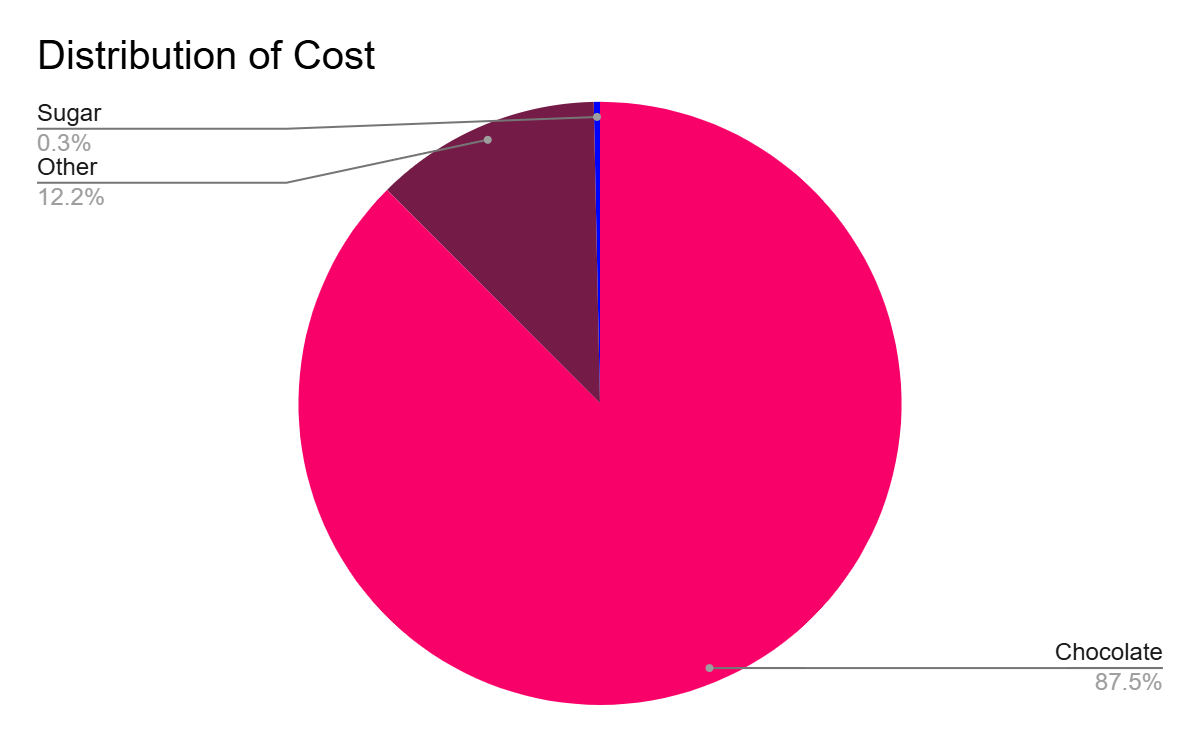 Distribution of Cost
Sugar
0.3%
Other
12.2%
Chocolate
87.5%